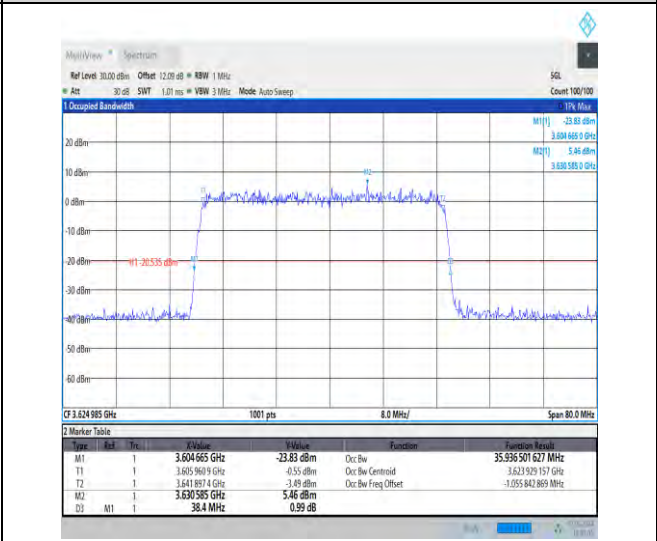 MultiView Spectrum
Ref Level 30.00 dBm Offset 12.09 dB RBW 1 MHz SGL
Att 30 dB SWT 1.01 ms VBW 3 MHz Mode Auto Sweep Count 100/100
1 Occupied Bandwidth 1Pk Max
M1[1] -23.83 dBm
3.604 665 0 GHz
M2[1] 5.46 dBm
3.630 585 0 GHz
20 dBm
10 dBm
M2
T1
T2
0 dBm
-10 dBm
-20 dBm
H1 -20.535 dBm
M1
D3
-30 dBm
-40 dBm
-50 dBm
-60 dBm
CF 3.624 985 GHz 1001 pts 8.0 MHz/ Span 80.0 MHz
2 Marker Table
Type Ref Trc X-Value Y-Value Function Function Result
M1 1 3.604 665 GHz -23.83 dBm Occ Bw 35.936 501 627 MHz
T1 1 3.605 960 9 GHz -0.55 dBm Occ Bw Centroid 3.623 929 157 GHz
T2 1 3.641 897 4 GHz -3.49 dBm Occ Bw Freq Offset -1.055 842 869 MHz
M2 1 3.630 585 GHz 5.46 dBm
D3 M1 1 38.4 MHz 0.99 dB